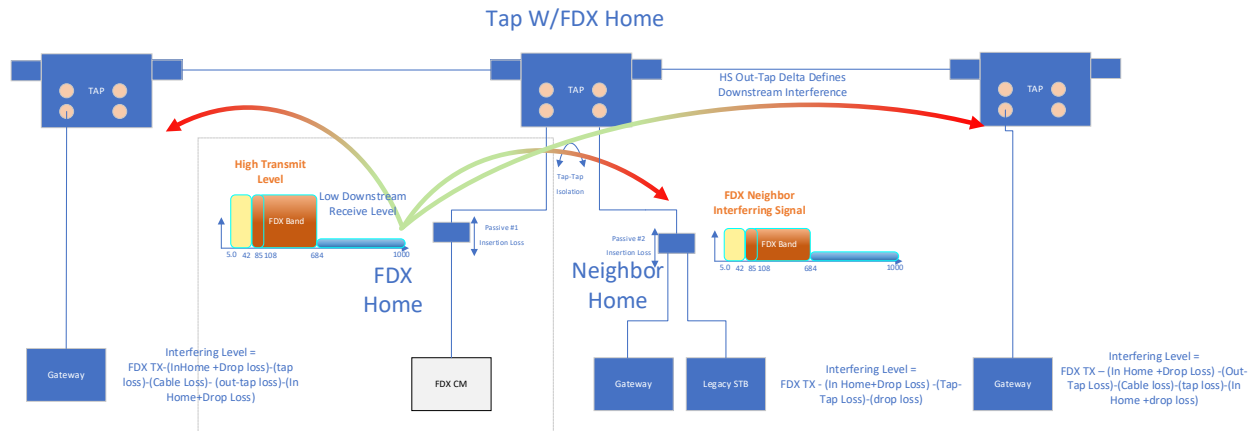 Tap W/FDX Home
TAP
TAP
TAP
HS Out-Tap Delta Defines
Downstream Interference
High Transmit
Level
Low Downstream
Receive Level
FDX Band
5.0 42 85 108 684 1000
Tap-Tap
Isolation
Passive #1
Insertion Loss
FDX
Home
Passive #2
Insertion Loss
Neighbor
Home
FDX Neighbor
Interfering Signal
FDX Band
5.0 42 85 108 684 1000
Gateway
Interfering Level =
FDX TX-(InHome +Drop loss)-(tap
loss)-(Cable Loss)- (out-tap loss)-(In
Home+Drop Loss)
FDX CM
Gateway
Legacy STB
Interfering Level =
FDX TX - (In Home+Drop Loss) -(Tap-
Tap Loss)-(drop loss)
Gateway
Interfering Level =
FDX TX – (In Home +Drop Loss) -(Out-
Tap Loss)-(Cable loss)-(tap loss)-(In
Home +drop loss)